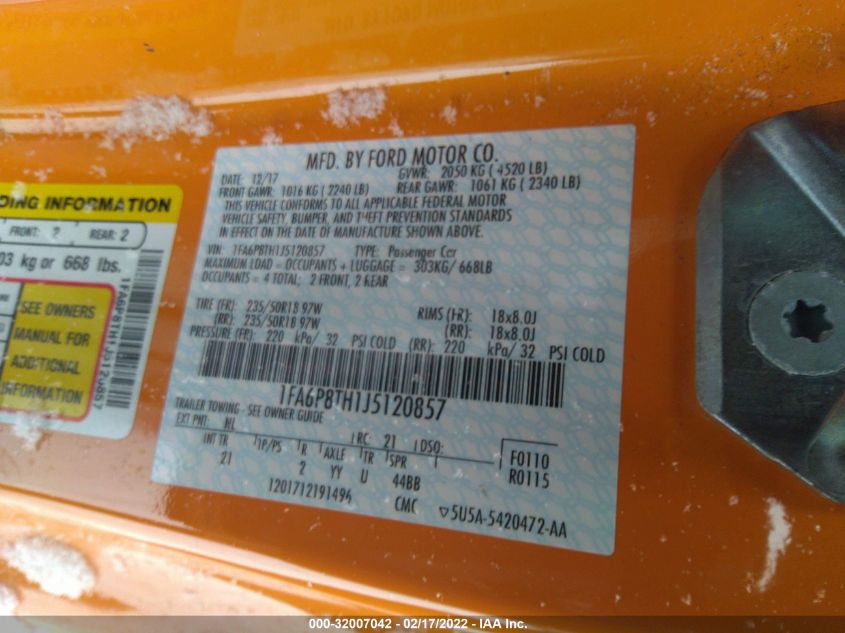 MFD. BY FORD MOTOR CO.
DATE: 12/17 GVWR: 2050 KG ( 4520 LB)
FRONT GAWR: 1016 KG ( 2240 LB) REAR GAWR: 1061 KG ( 2340 LB)
THIS VEHICLE CONFORMS TO ALL APPLICABLE FEDERAL MOTOR
VEHICLE SAFETY, BUMPER, AND THEFT PREVENTION STANDARDS
IN EFFECT ON THE DATE OF MANUFACTURE SHOWN ABOVE.
VIN: 1FA6P8TH1J5120857 TYPE: Passenger Car
MAXIMUM LOAD = OCCUPANTS + LUGGAGE = 303KG/ 668LB
OCCUPANTS = 4 TOTAL; 2 FRONT, 2 REAR
TIRE (FR): 235/50R18 97W RIMS (FR): 18x8.0J
(RR): 235/50R18 97W (RR): 18x8.0J
PRESSURE (FR): 220 kPa/ 32 PSI COLD (RR): 220 kPa/ 32 PSI COLD
1FA6P8TH1J5120857
TRAILER TOWING - SEE OWNER GUIDE
EXT PNT: NL RC: 21 DSO:
INT TR TP/PS R AXLE TR SPR F0110
21 2 YY U 44BB R0115
1201712191496 CMC ▽5U5A-5420472-AA
DING INFORMATION
FRONT: 2 REAR: 2
03 kg or 668 lbs.
SEE OWNERS
MANUAL FOR
ADDITIONAL
INFORMATION
1FA6P8TH1J5120857
000-32007042 - 02/17/2022 - IAA Inc.